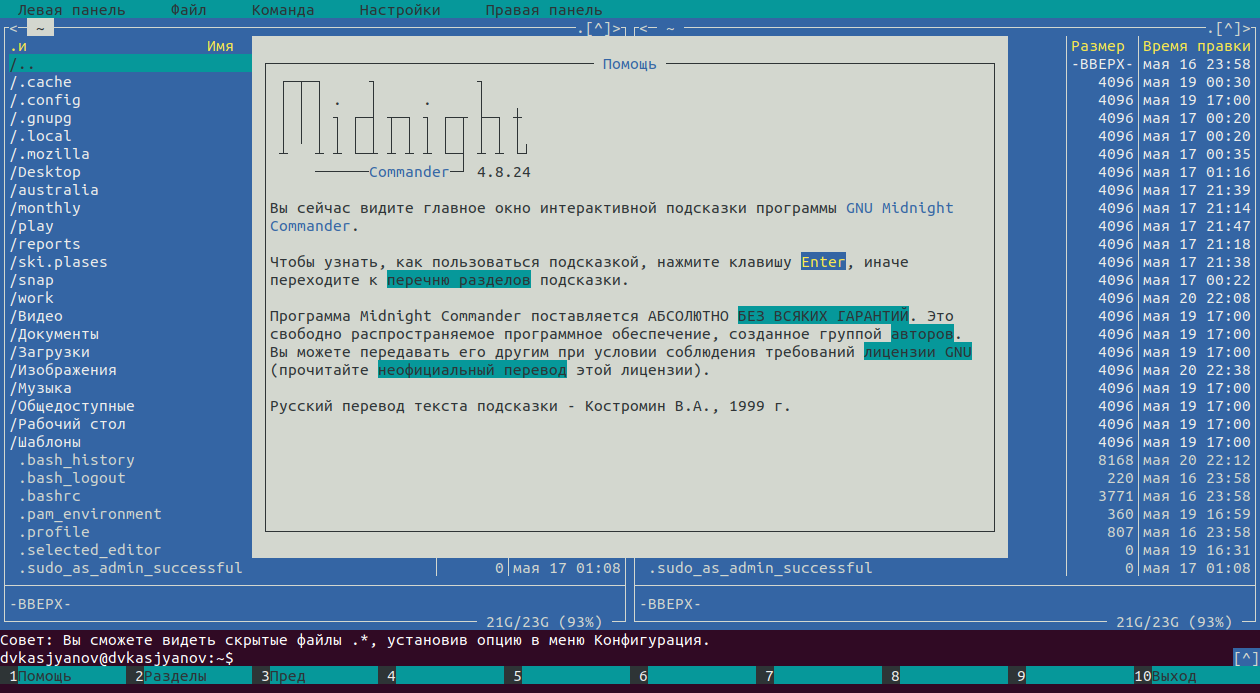 Левая панель Файл Команда Настройки Правая панель
<- ~ .[^]> <- ~ .[^]>
.и Имя Размер Время правки
/.. -ВВЕРХ- мая 16 23:58
/.cache 4096 мая 19 00:30
/.config 4096 мая 19 17:00
/.gnupg 4096 мая 17 00:20
/.local 4096 мая 17 00:20
/.mozilla 4096 мая 17 00:35
/Desktop 4096 мая 17 01:16
/australia 4096 мая 17 21:39
/monthly 4096 мая 17 21:14
/play 4096 мая 17 21:47
/reports 4096 мая 17 21:18
/ski.plases 4096 мая 17 21:38
/snap 4096 мая 17 00:22
/work 4096 мая 20 22:08
/Видео 4096 мая 19 17:00
/Документы 4096 мая 19 17:00
/Загрузки 4096 мая 19 17:00
/Изображения 4096 мая 20 22:38
/Музыка 4096 мая 19 17:00
/Общедоступные 4096 мая 19 17:00
/Рабочий стол 4096 мая 19 17:00
/Шаблоны 4096 мая 19 17:00
.bash_history 8168 мая 20 22:12
.bash_logout 220 мая 16 23:58
.bashrc 3771 мая 16 23:58
.pam_environment 360 мая 19 16:59
.profile 807 мая 16 23:58
.selected_editor 0 мая 19 16:31
.sudo_as_admin_successful 0 мая 17 01:08 .sudo_as_admin_successful 0 мая 17 01:08
-ВВЕРХ- -ВВЕРХ-
21G/23G (93%) 21G/23G (93%)
Помощь
Midnight
Commander 4.8.24
Вы сейчас видите главное окно интерактивной подсказки программы GNU Midnight
Commander.
Чтобы узнать, как пользоваться подсказкой, нажмите клавишу Enter, иначе
переходите к перечню разделов подсказки.
Программа Midnight Commander поставляется АБСОЛЮТНО БЕЗ ВСЯКИХ ГАРАНТИЙ. Это
свободно распространяемое программное обеспечение, созданное группой авторов.
Вы можете передавать его другим при условии соблюдения требований лицензии GNU
(прочитайте неофициальный перевод этой лицензии).
Русский перевод текста подсказки - Костромин В.А., 1999 г.
Совет: Вы сможете видеть скрытые файлы .*, установив опцию в меню Конфигурация.
dvkasjyanov@dvkasjyanov:~$ [^]
1Помощь 2Разделы 3Пред 4 5 6 7 8 9 10Выход